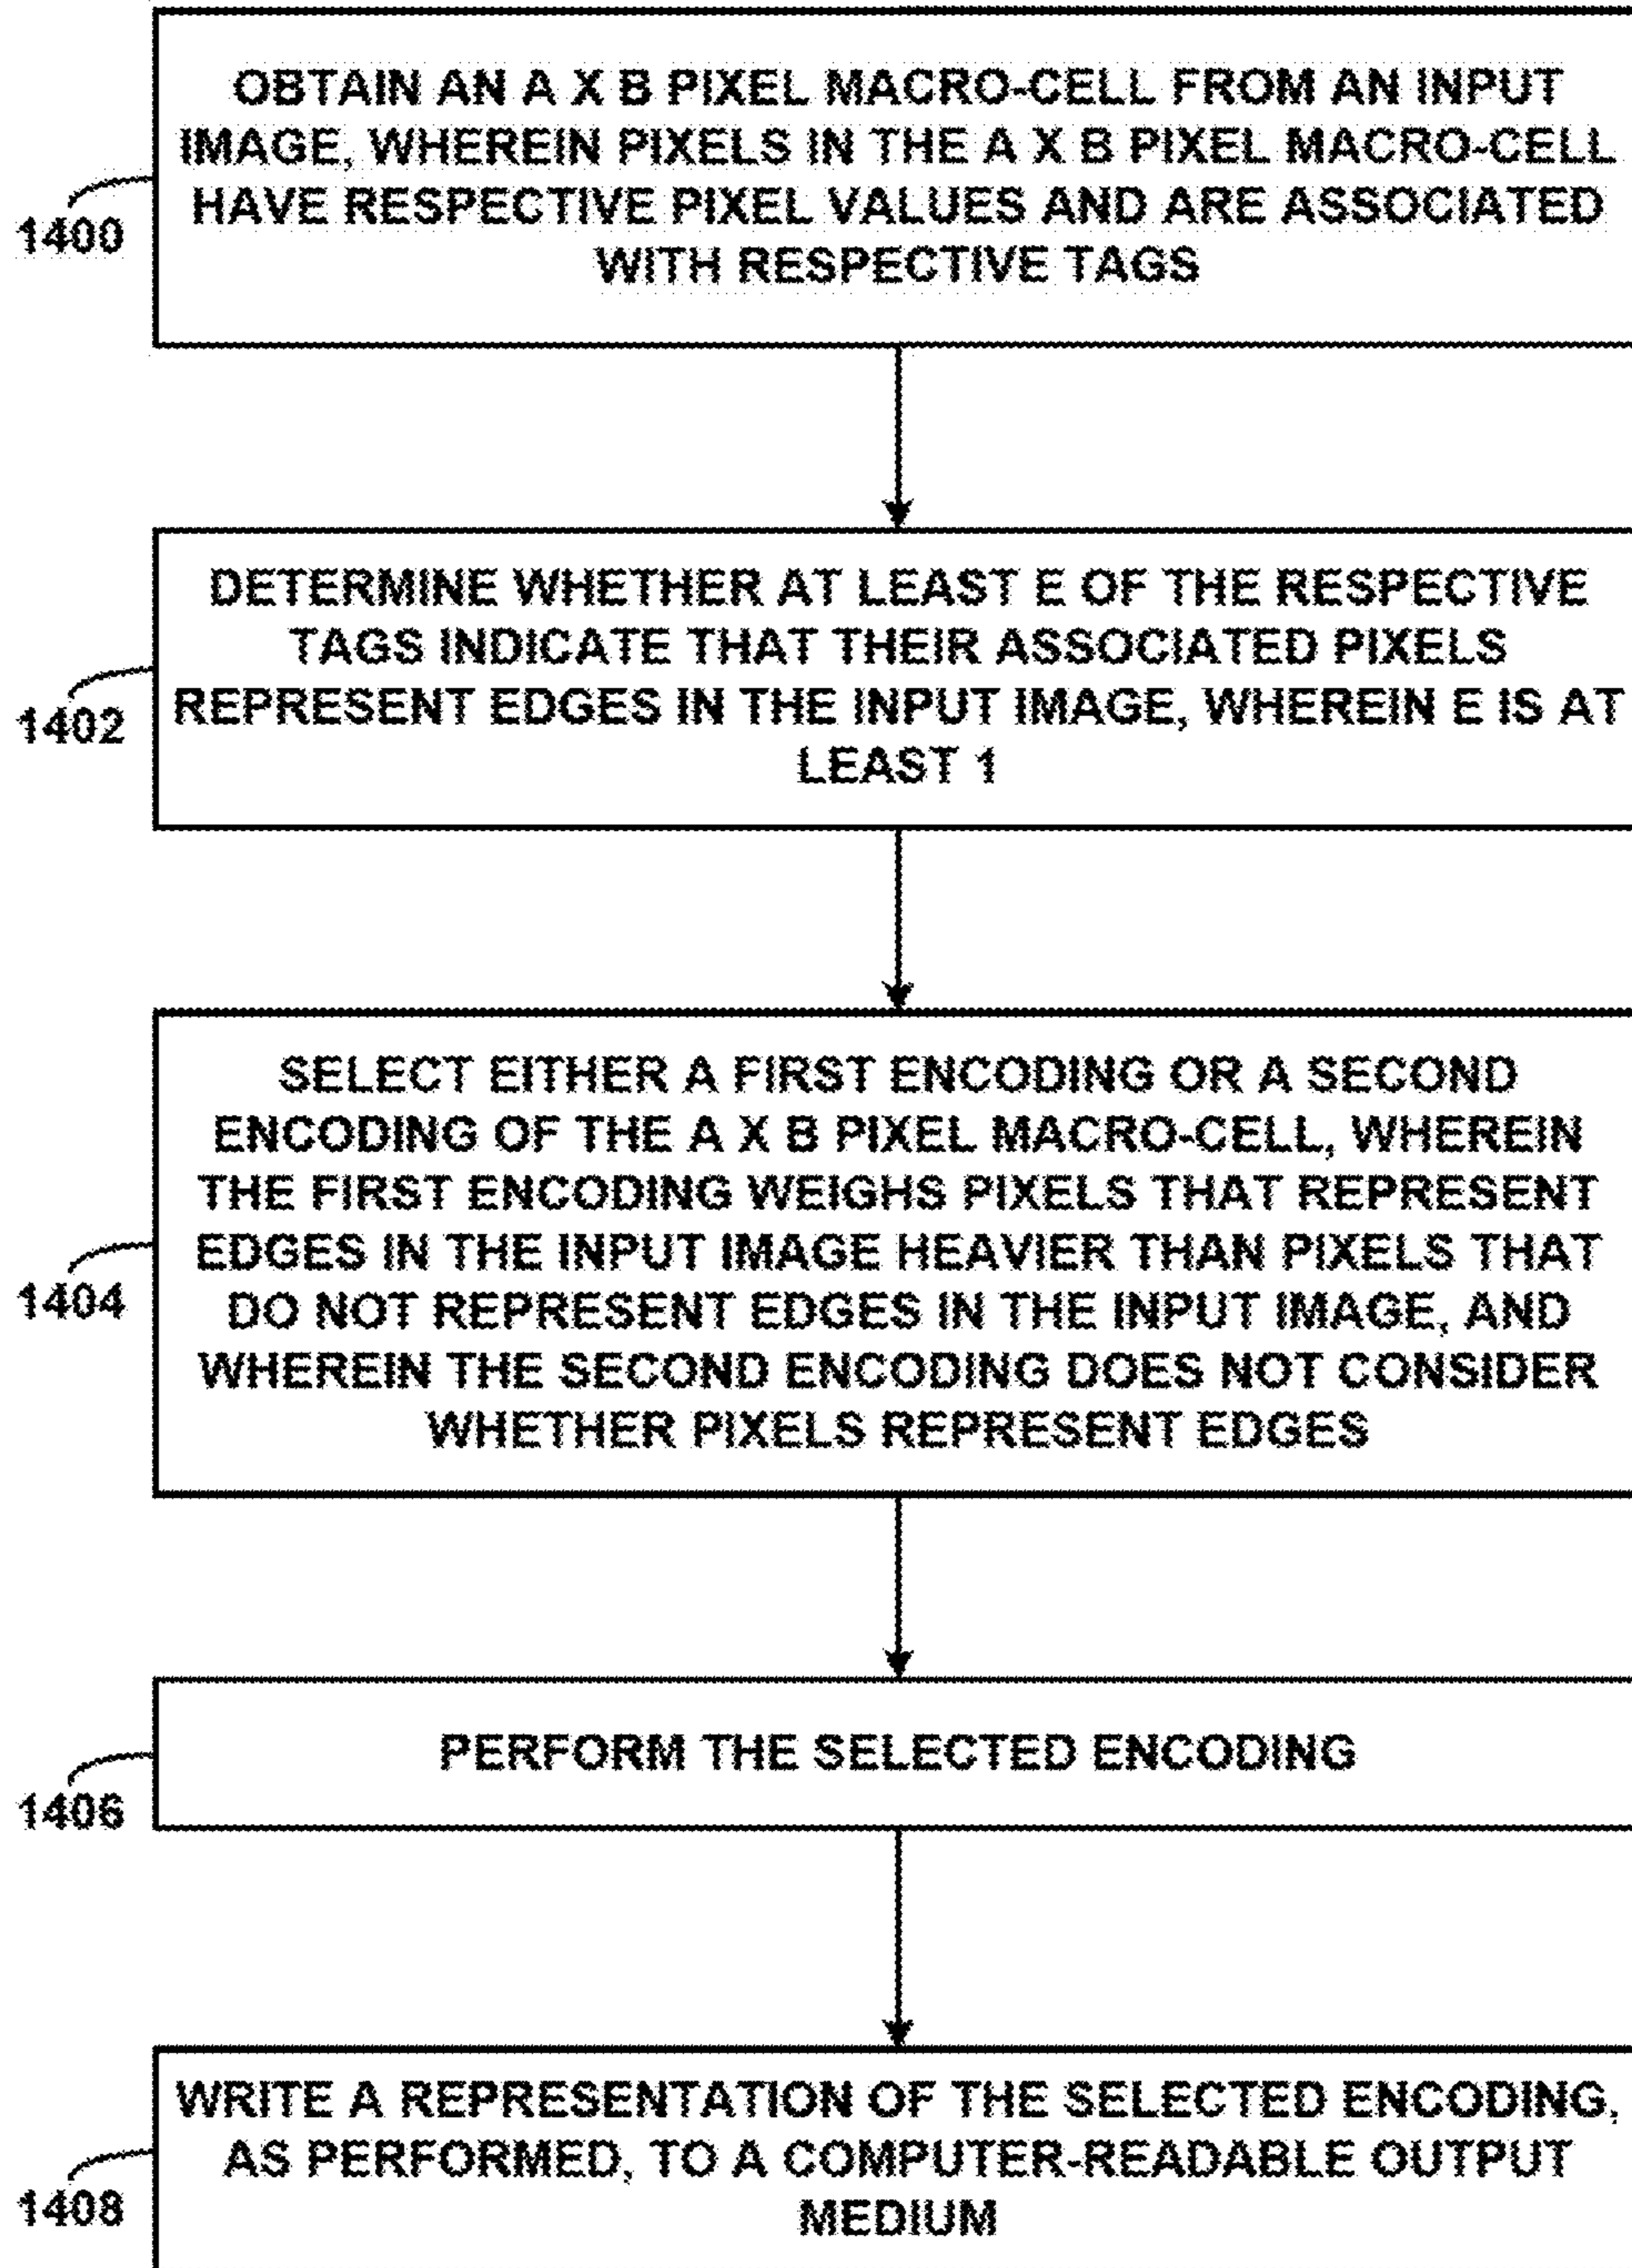 OBTAIN AN A X B PIXEL MACRO-CELL FROM AN INPUT
IMAGE, WHEREIN PIXELS IN THE A X B PIXEL MACRO-CELL
HAVE RESPECTIVE PIXEL VALUES AND ARE ASSOCIATED
WITH RESPECTIVE TAGS
1400
DETERMINE WHETHER AT LEAST E OF THE RESPECTIVE
TAGS INDICATE THAT THEIR ASSOCIATED PIXELS
REPRESENT EDGES IN THE INPUT IMAGE, WHEREIN E IS AT
LEAST 1
1402
SELECT EITHER A FIRST ENCODING OR A SECOND
ENCODING OF THE A X B PIXEL MACRO-CELL, WHEREIN
THE FIRST ENCODING WEIGHS PIXELS THAT REPRESENT
EDGES IN THE INPUT IMAGE HEAVIER THAN PIXELS THAT
DO NOT REPRESENT EDGES IN THE INPUT IMAGE, AND
WHEREIN THE SECOND ENCODING DOES NOT CONSIDER
WHETHER PIXELS REPRESENT EDGES
1404
PERFORM THE SELECTED ENCODING
1406
WRITE A REPRESENTATION OF THE SELECTED ENCODING,
AS PERFORMED, TO A COMPUTER-READABLE OUTPUT
MEDIUM
1408